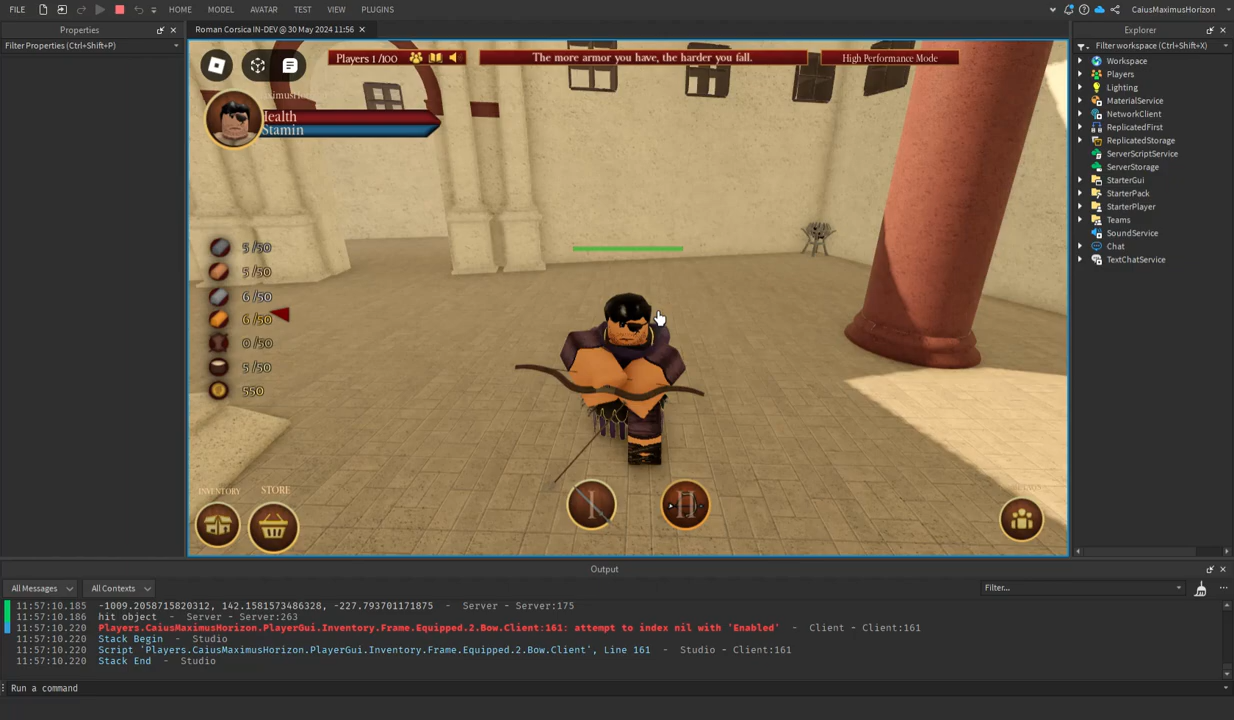 FILE HOME MODEL AVATAR TEST VIEW PLUGINS CaiusMaximusHorizon
Properties
Roman Corsica IN-DEV @ 30 May 2024 11:56
Explorer
Filter Properties (Ctrl+Shift+P)
Filter workspace (Ctrl+Shift+X)
Players 1 /100
The more armor you have, the harder you fall.
High Performance Mode
Health
Stamin
5 /50
5 /50
6 /50
6 /50
0 /50
5 /50
550
INVENTORY
STORE
I
II
Workspace
Players
Lighting
MaterialService
NetworkClient
ReplicatedFirst
ReplicatedStorage
ServerScriptService
ServerStorage
StarterGui
StarterPack
StarterPlayer
Teams
SoundService
Chat
TextChatService
Output
All Messages All Contexts Filter...
11:57:10.185 -1009.2058715820312, 142.1581573486328, -227.793701171875 - Server - Server:175
11:57:10.186 hit object - Server - Server:263
11:57:10.220 Players.CaiusMaximusHorizon.PlayerGui.Inventory.Frame.Equipped.2.Bow.Client:161: attempt to index nil with 'Enabled' - Client - Client:161
11:57:10.220 Stack Begin - Studio
11:57:10.220 Script 'Players.CaiusMaximusHorizon.PlayerGui.Inventory.Frame.Equipped.2.Bow.Client', Line 161 - Studio - Client:161
11:57:10.220 Stack End - Studio
Run a command